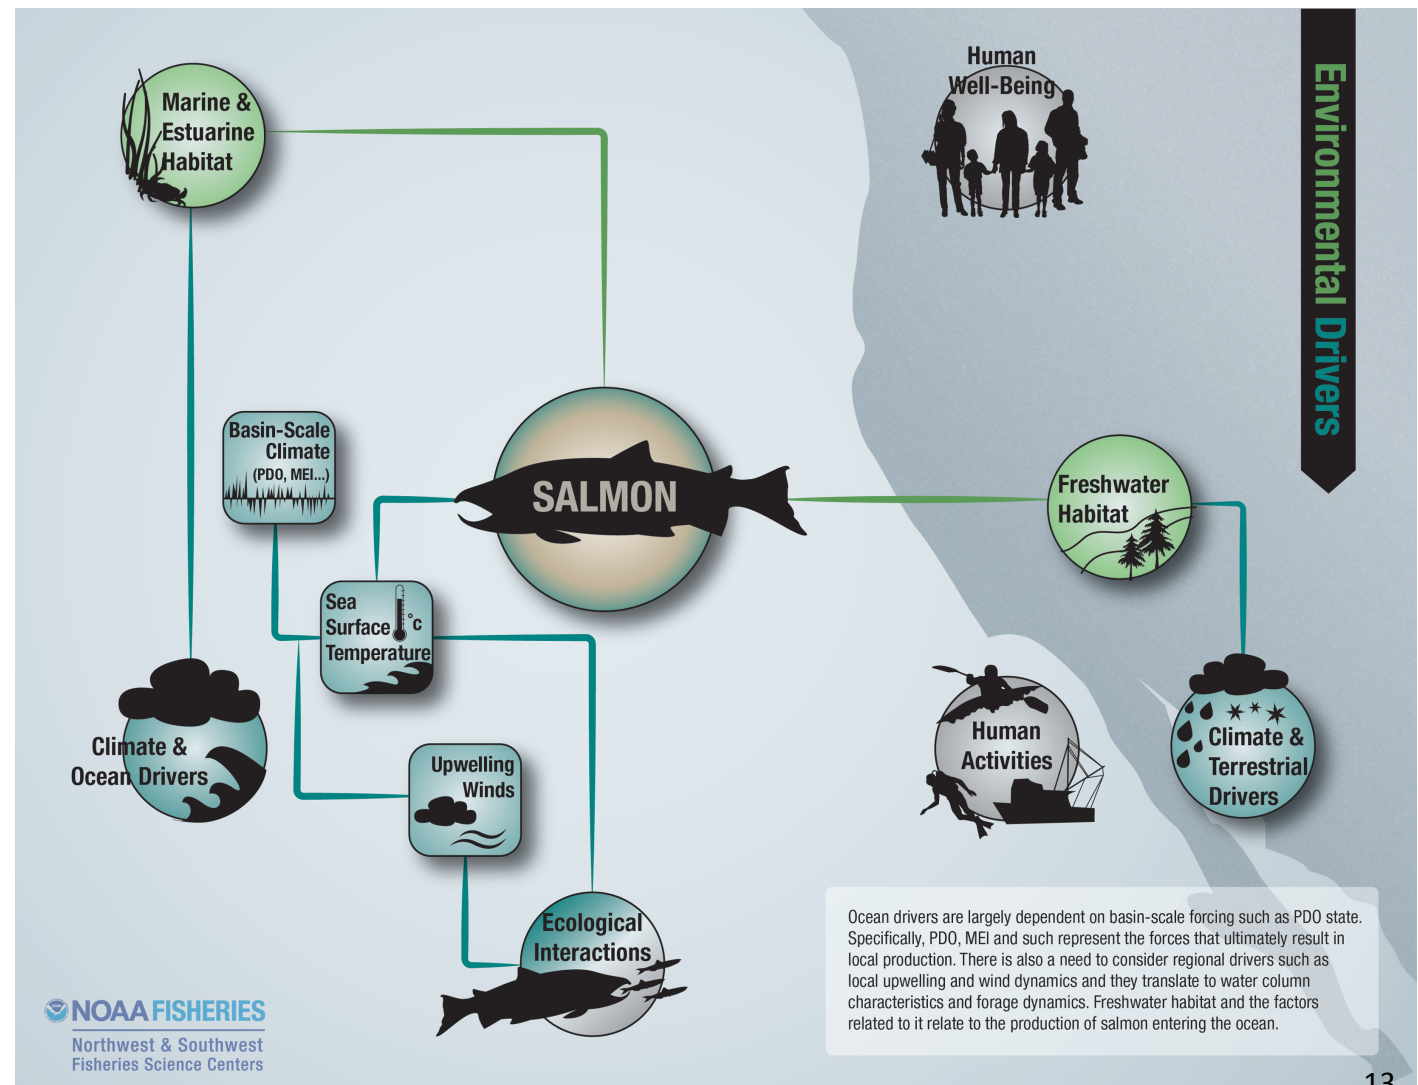 Human
Well-Being
Marine &
Estuarine
Habitat
Environmental Drivers
Basin-Scale
Climate
(PDO, MEI...)
SALMON
Freshwater
Habitat
Sea
Surface °c
Temperature
Climate &
Ocean Drivers
Upwelling
Winds
Human
Activities
Climate &
Terrestrial
Drivers
Ecological
Interactions
Ocean drivers are largely dependent on basin-scale forcing such as PDO state.
Specifically, PDO, MEI and such represent the forces that ultimately result in
local production. There is also a need to consider regional drivers such as
local upwelling and wind dynamics and they translate to water column
characteristics and forage dynamics. Freshwater habitat and the factors
related to it relate to the production of salmon entering the ocean.
NOAA FISHERIES
Northwest & Southwest
Fisheries Science Centers
13